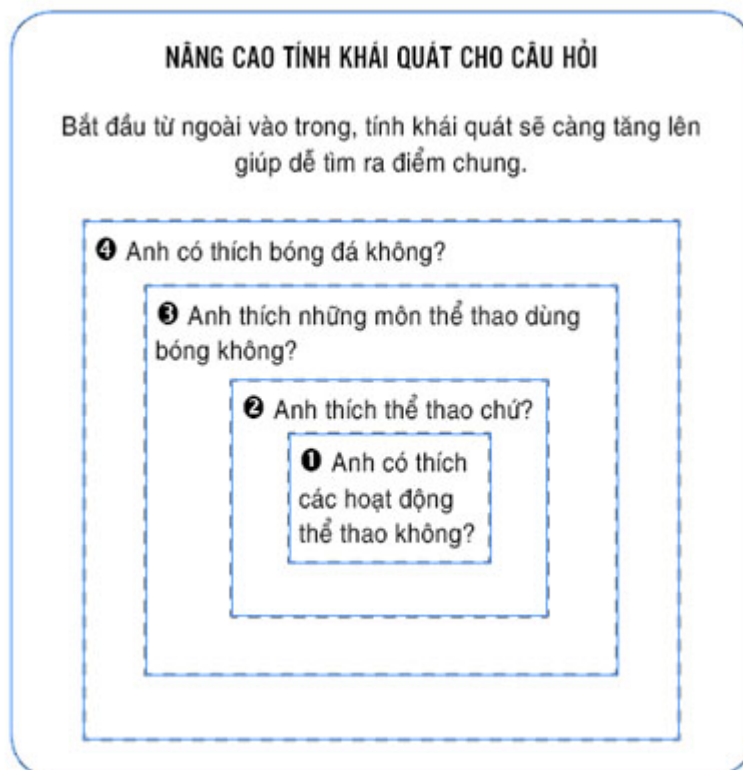 NÂNG CAO TÍNH KHÁI QUÁT CHO CÂU HỎI
Bắt đầu từ ngoài vào trong, tính khái quát sẽ càng tăng lên
giúp dễ tìm ra điểm chung.
❹ Anh có thích bóng đá không?
❸ Anh thích những môn thể thao dùng
bóng không?
❷ Anh thích thể thao chứ?
❶ Anh có thích
các hoạt động
thể thao không?